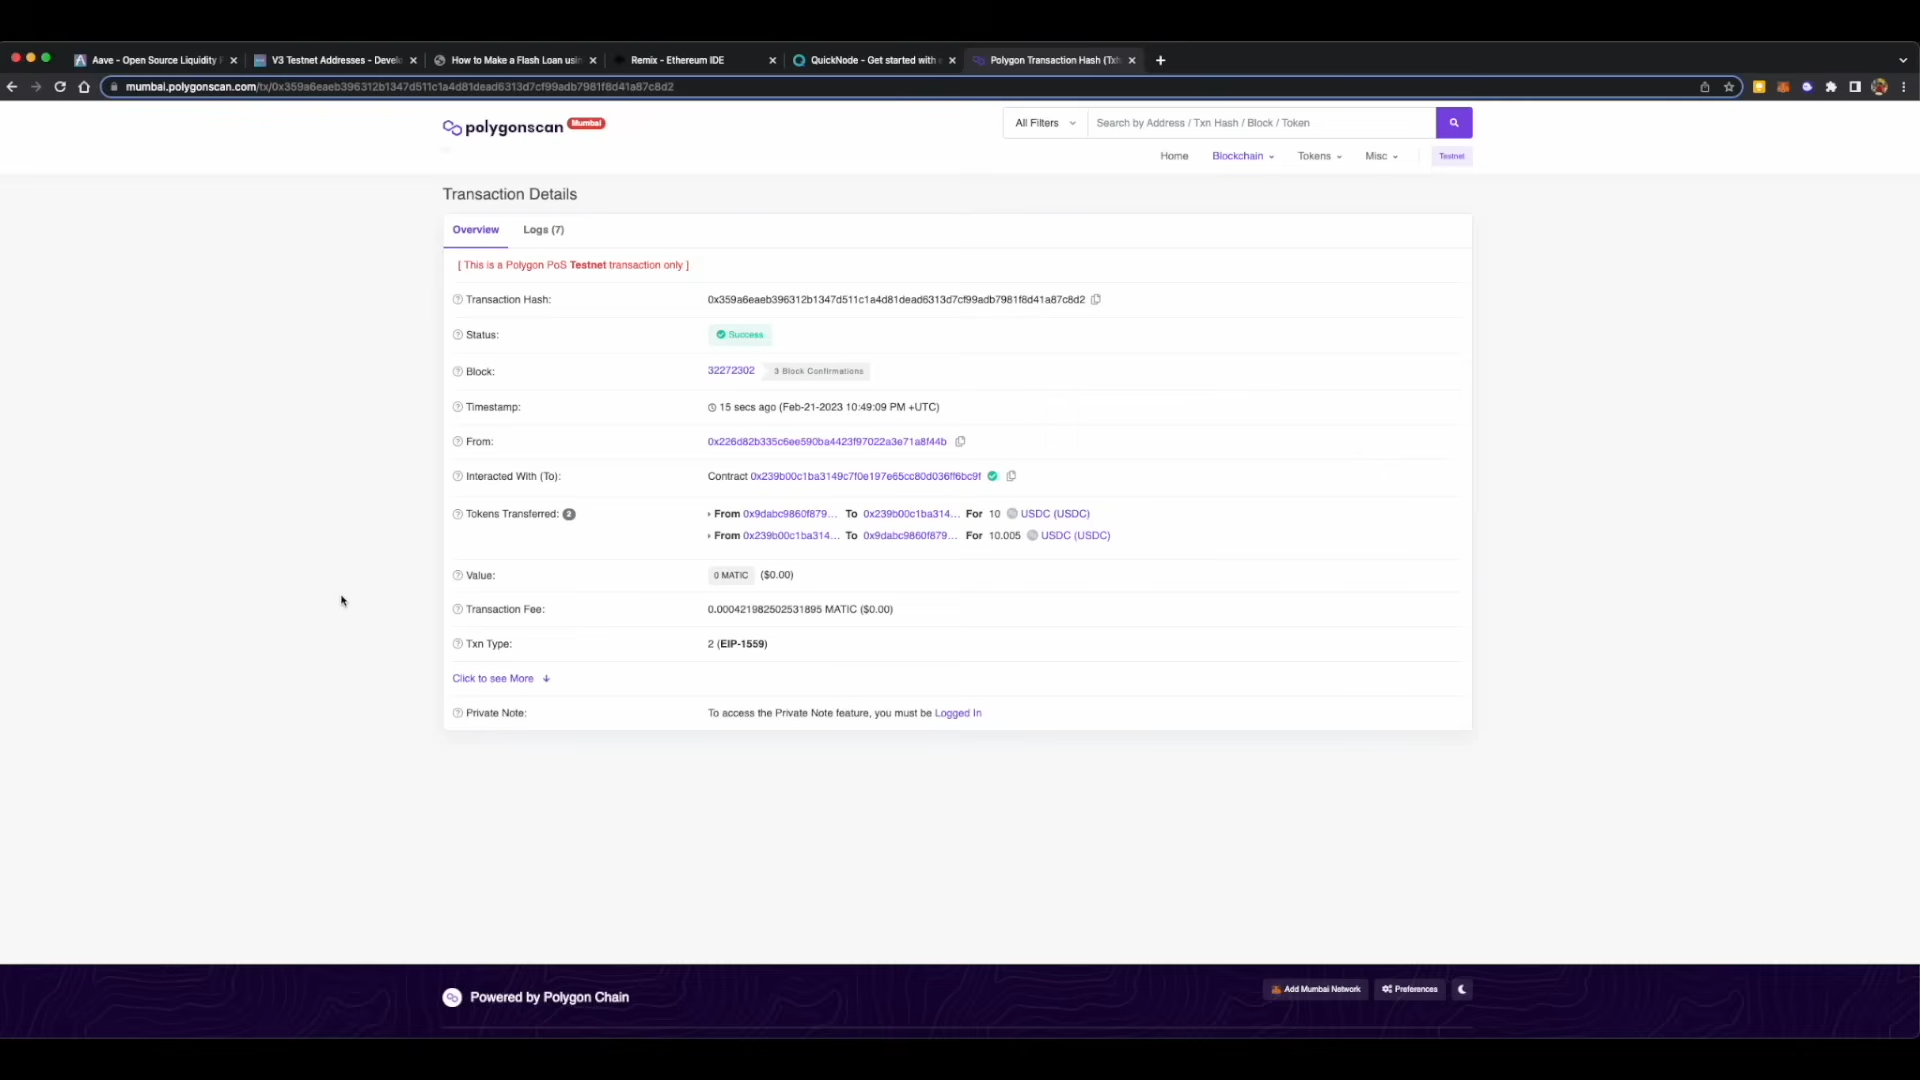 Aave - Open Source Liquidity P
V3 Testnet Addresses - Develo
How to Make a Flash Loan usin
Remix - Ethereum IDE
QuickNode - Get started with
Polygon Transaction Hash (Txh
mumbai.polygonscan.com/tx/0x359a6eaeb396312b1347d511c1a4d81dead6313d7cf99adb7981f8d41a87c8d2
polygonscan Mumbai
All Filters
Search by Address / Txn Hash / Block / Token
Home
Blockchain
Tokens
Misc
Testnet
Transaction Details
Overview
Logs (7)
[ This is a Polygon PoS Testnet transaction only ]
Transaction Hash: 0x359a6eaeb396312b1347d511c1a4d81dead6313d7cf99adb7981f8d41a87c8d2
Status: Success
Block: 32272302 3 Block Confirmations
Timestamp: 15 secs ago (Feb-21-2023 10:49:09 PM +UTC)
From: 0x226d82b335c6ee590ba4423f97022a3e71a8f44b
Interacted With (To): Contract 0x239b00c1ba3149c7f0e197e65cc80d036ff6bc9f
Tokens Transferred: 2 From 0x9dabc9860f879... To 0x239b00c1ba314... For 10 USDC (USDC)
From 0x239b00c1ba314... To 0x9dabc9860f879... For 10.005 USDC (USDC)
Value: 0 MATIC ($0.00)
Transaction Fee: 0.000421982502531895 MATIC ($0.00)
Txn Type: 2 (EIP-1559)
Click to see More
Private Note: To access the Private Note feature, you must be Logged In
Powered by Polygon Chain
Add Mumbai Network
Preferences